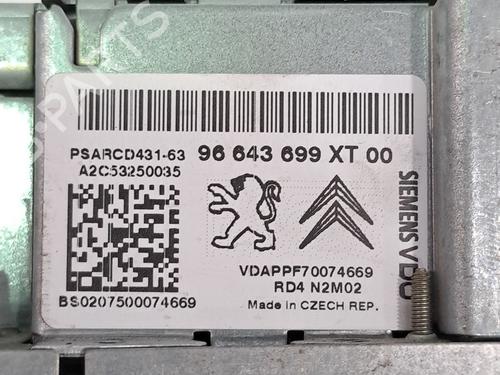 PSARCD431-63 96 643 699 XT 00
A2C53250035
SIEMENS VDO
VDAPPF70074669
RD4 N2M02
BS0207500074669
Made in CZECH REP.